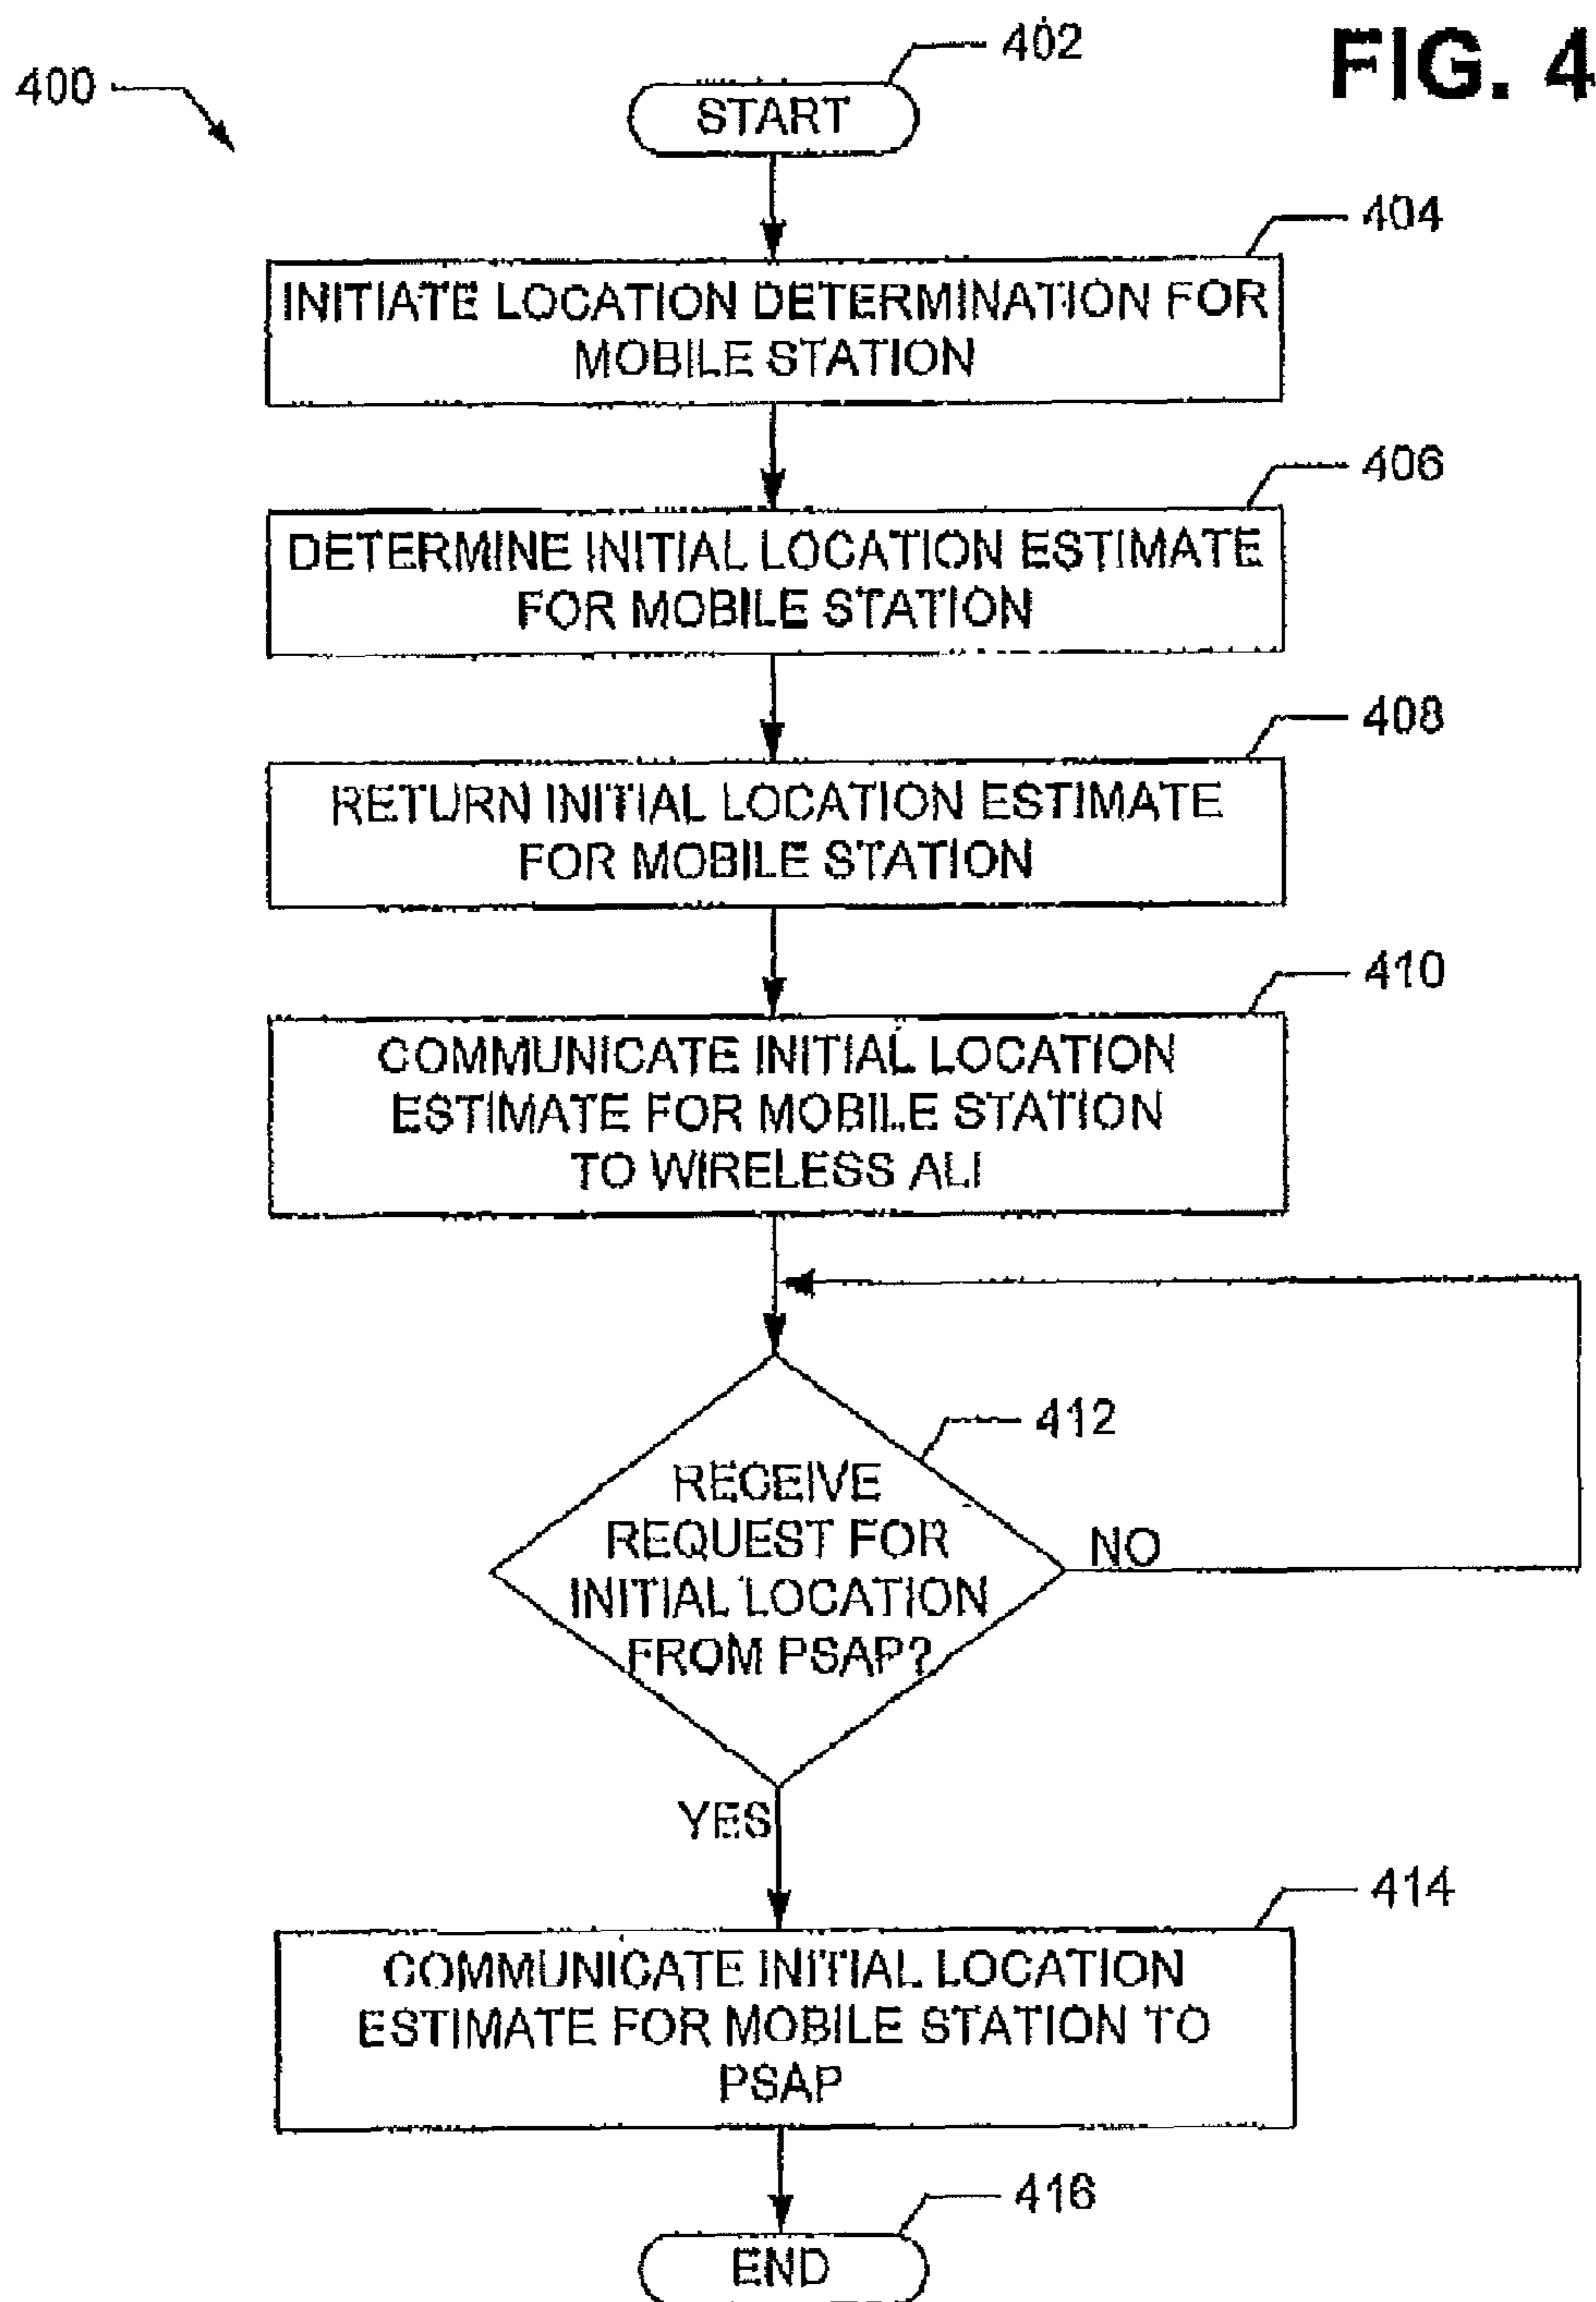 FIG. 4
400
402
START
404
INITIATE LOCATION DETERMINATION FOR
MOBILE STATION
406
DETERMINE INITIAL LOCATION ESTIMATE
FOR MOBILE STATION
408
RETURN INITIAL LOCATION ESTIMATE
FOR MOBILE STATION
410
COMMUNICATE INITIAL LOCATION
ESTIMATE FOR MOBILE STATION
TO WIRELESS ALI
412
RECEIVE
REQUEST FOR
INITIAL LOCATION
FROM PSAP?
NO
YES
414
COMMUNICATE INITIAL LOCATION
ESTIMATE FOR MOBILE STATION TO
PSAP
416
END